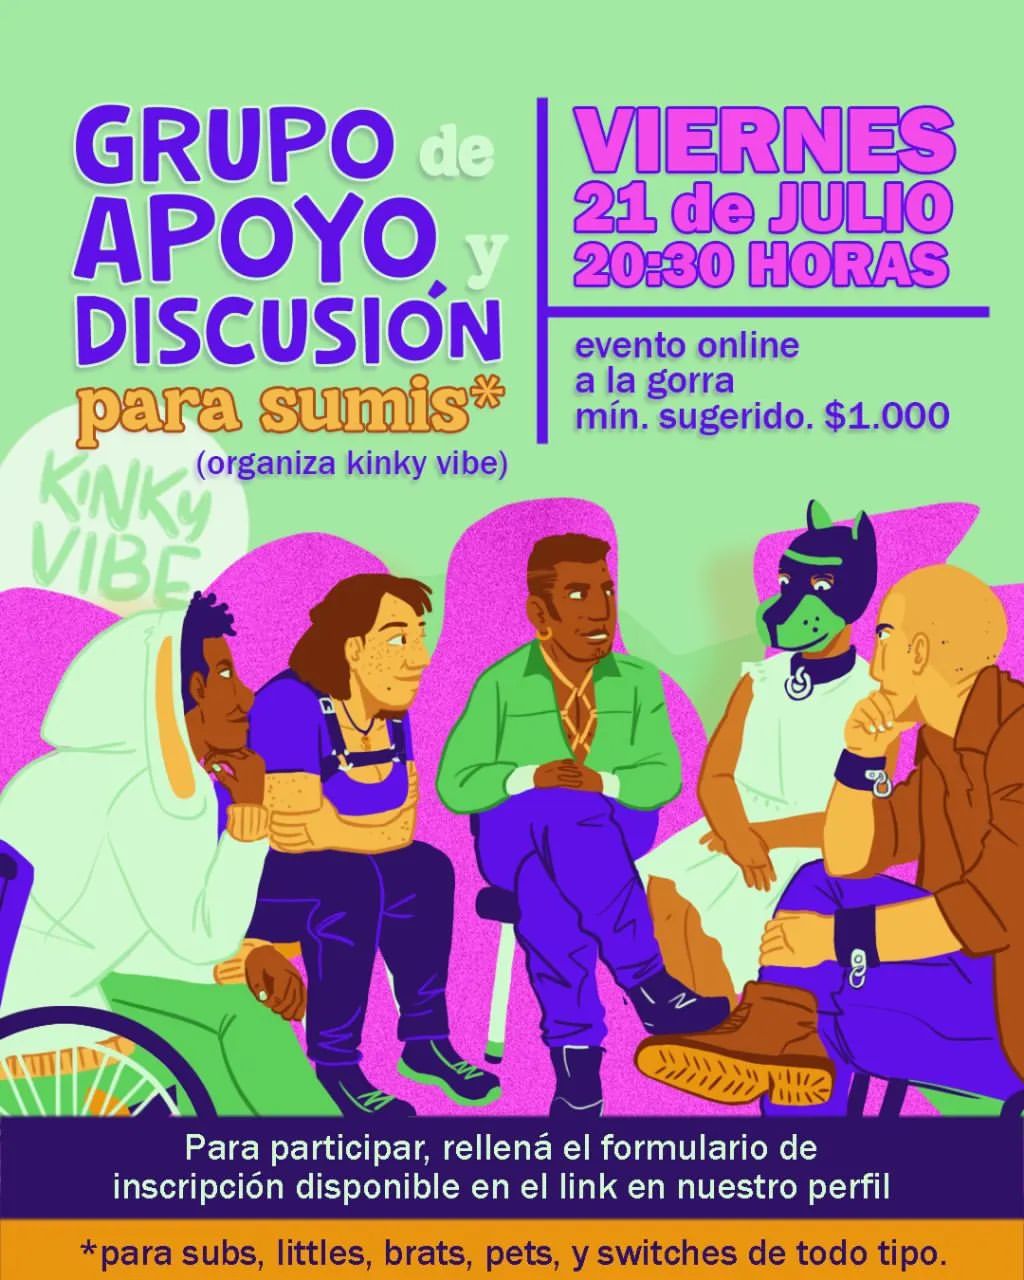 GRUPO de
APOYO y
DISCUSIÓN
para sumis*
(organiza kinky vibe)
VIERNES
21 de JULIO
20:30 HORAS
evento online
a la gorra
mín. sugerido. $1.000
KINKY
VIBE
Para participar, rellená el formulario de
inscripción disponible en el link en nuestro perfil
*para subs, littles, brats, pets, y switches de todo tipo.